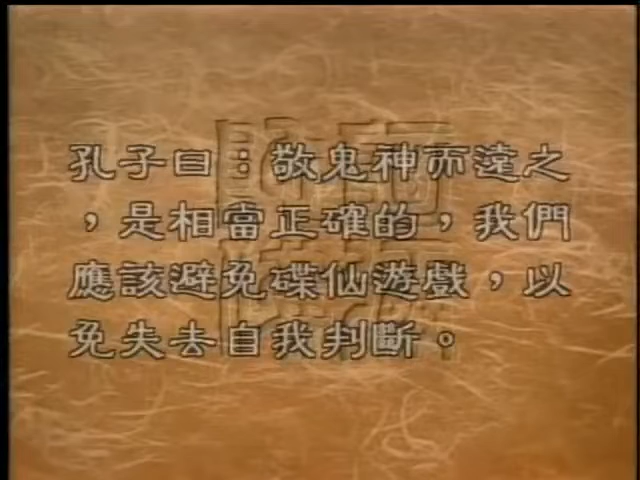 孔子曰：敬鬼神而遠之
，是相當正確的，我們
應該避免碟仙遊戲，以
免失去自我判斷。